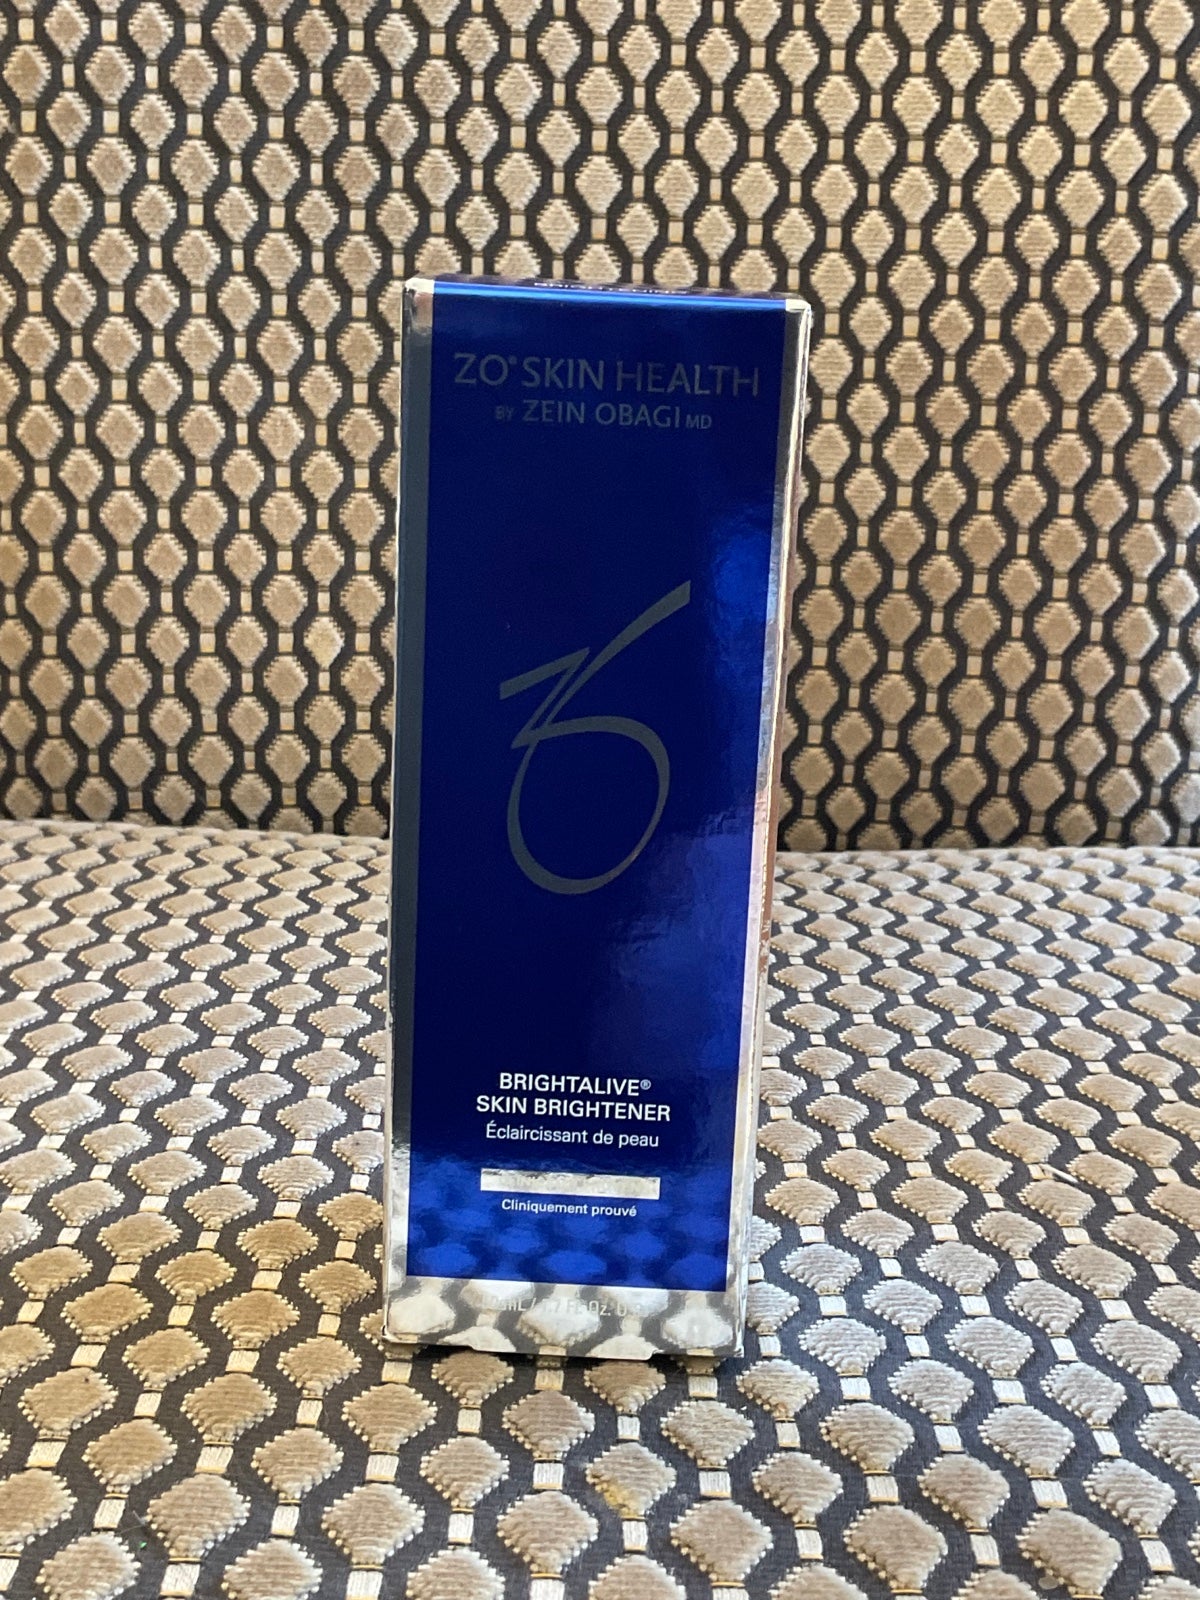 ZO® SKIN HEALTH
BY ZEIN OBAGI MD
BRIGHTALIVE®
SKIN BRIGHTENER
Éclaircissant de peau
Cliniquement prouvé